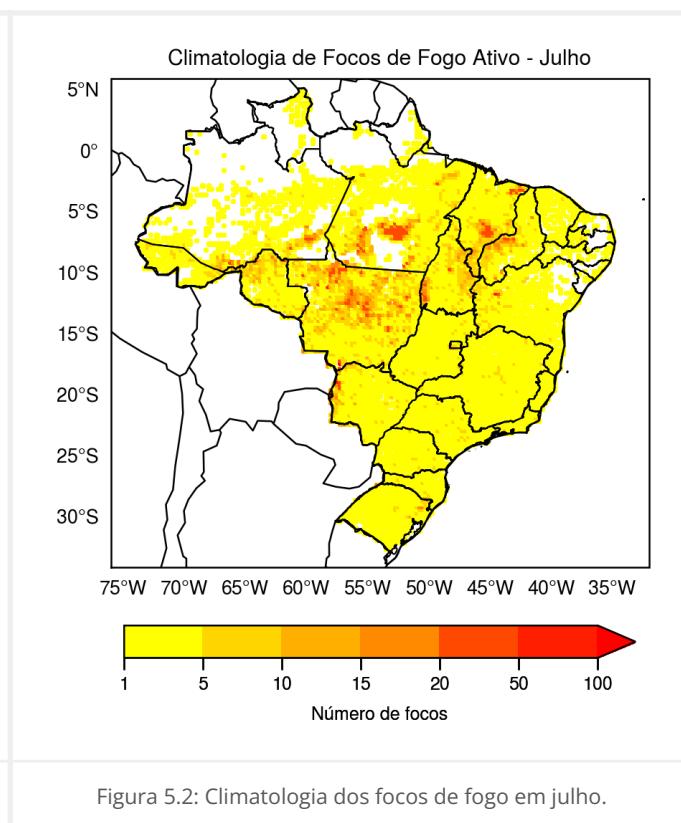 Climatologia de Focos de Fogo Ativo - Julho
5°N
0°
5°S
10°S
15°S
20°S
25°S
30°S
75°W 70°W 65°W 60°W 55°W 50°W 45°W 40°W 35°W
1 5 10 15 20 50 100
Número de focos
Figura 5.2: Climatologia dos focos de fogo em julho.